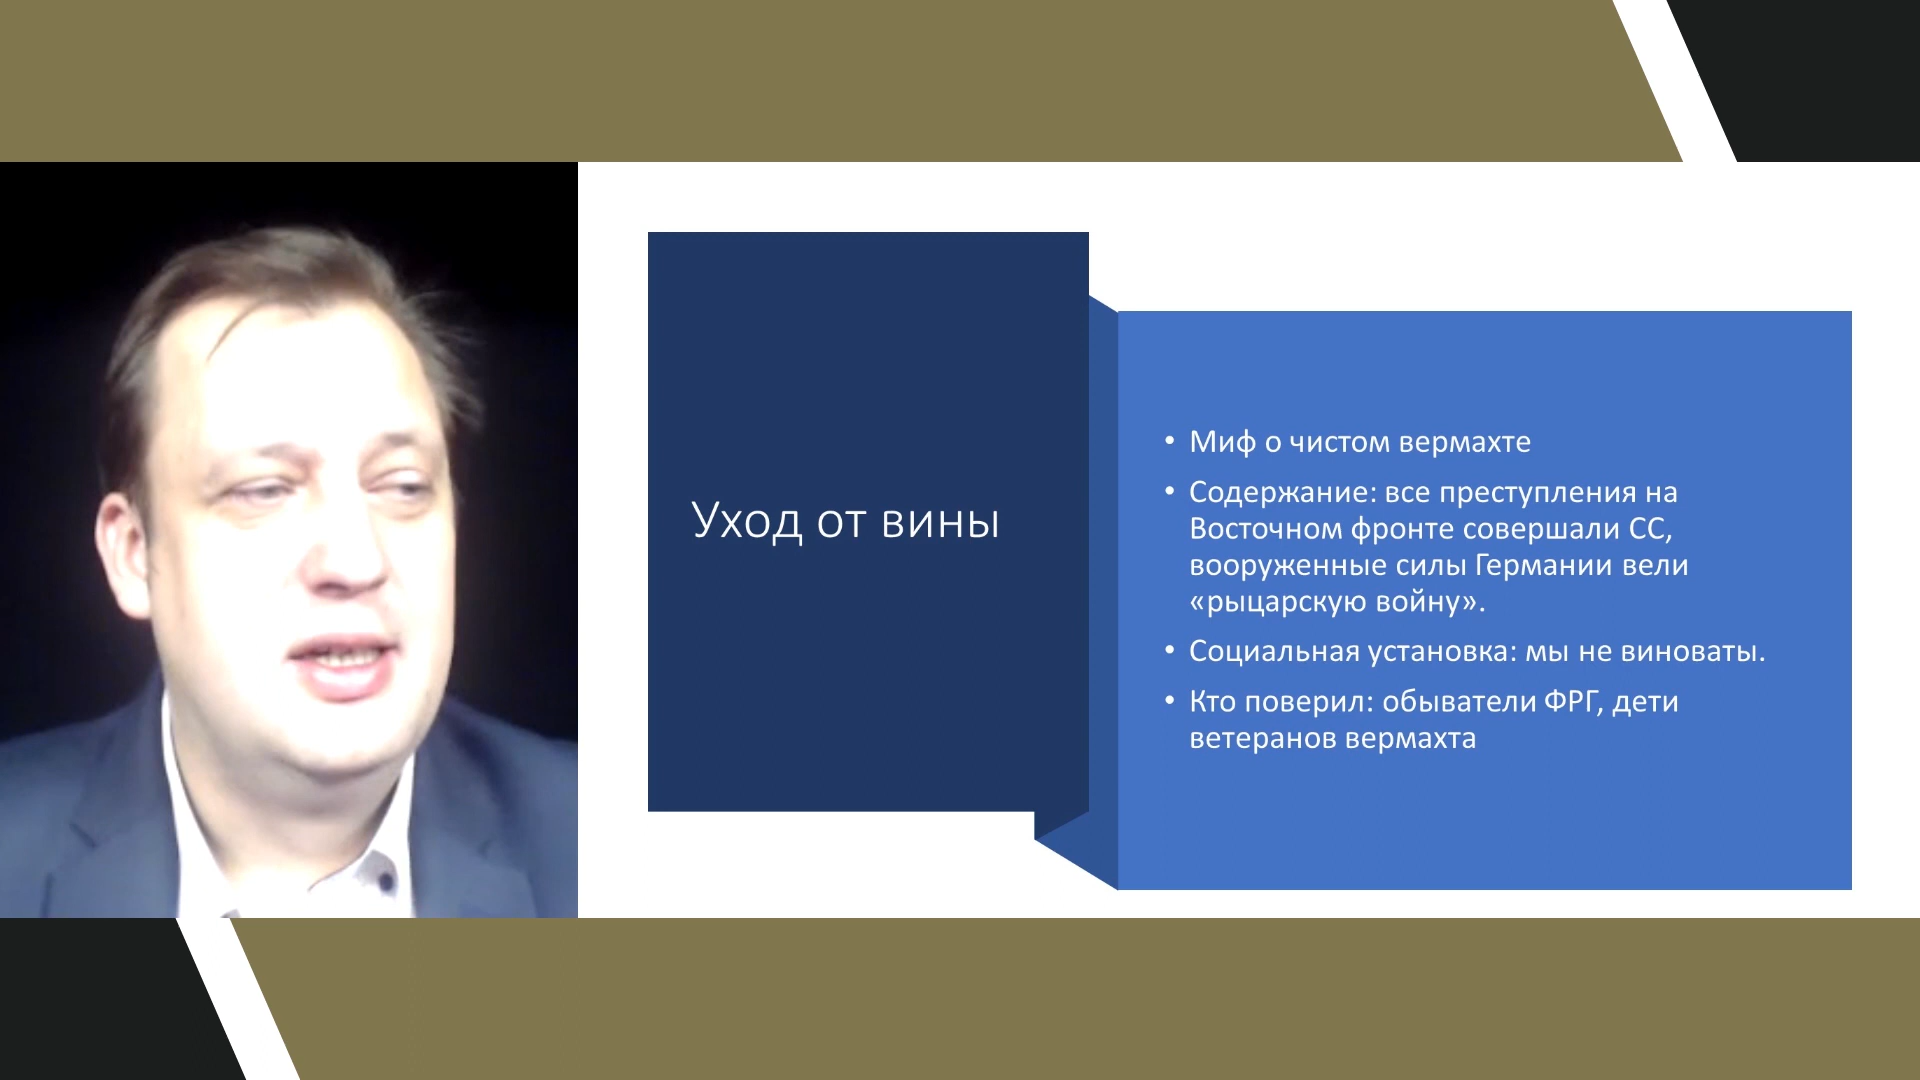 Уход от вины
• Миф о чистом вермахте
• Содержание: все преступления на
Восточном фронте совершали СС,
вооруженные силы Германии вели
«рыцарскую войну».
• Социальная установка: мы не виноваты.
• Кто поверил: обыватели ФРГ, дети
ветеранов вермахта